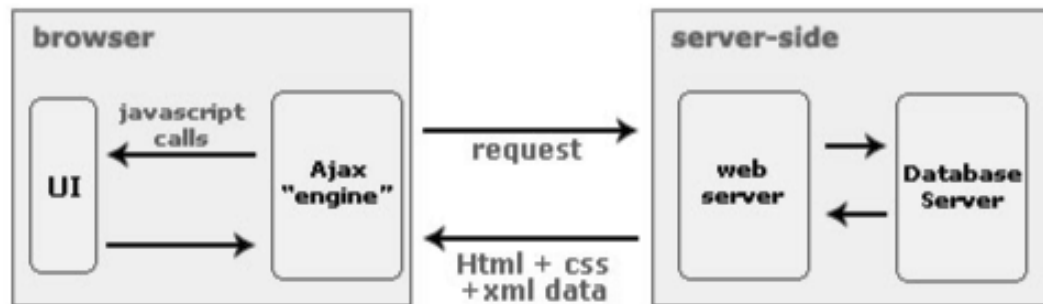 browser
server-side
javascript
calls
UI
Ajax
"engine"
request
web
server
Database
Server
Html + css
+xml data